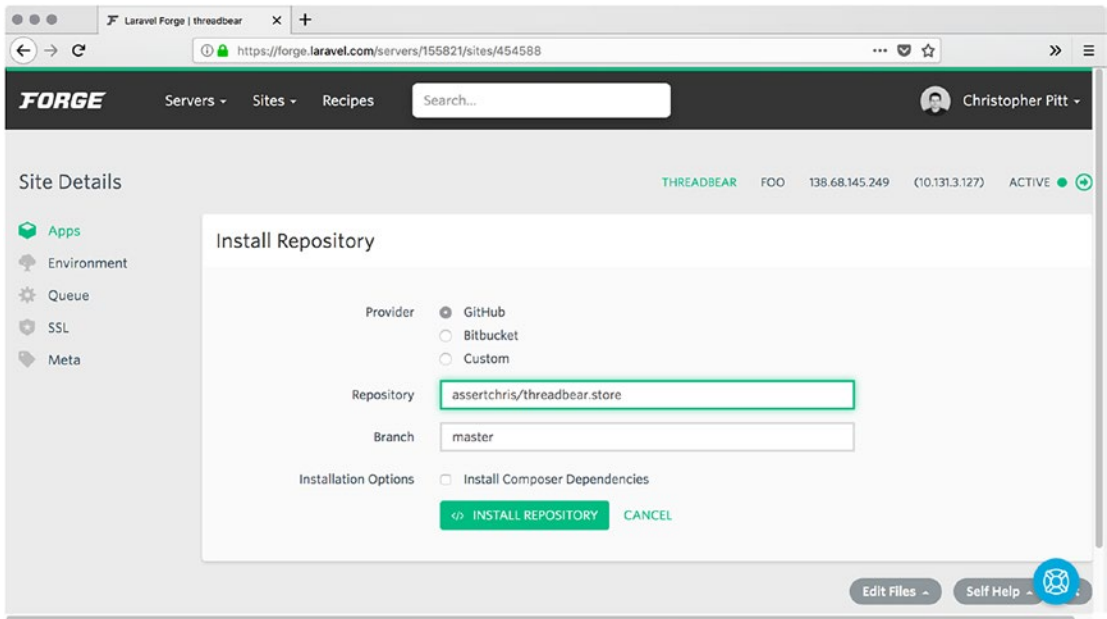 Laravel Forge | threadbear
https://forge.laravel.com/servers/155821/sites/454588
FORGE Servers Sites Recipes Search... Christopher Pitt
Site Details
THREADBEAR FOO 138.68.145.249 (10.131.3.127) ACTIVE
Apps
Environment
Queue
SSL
Meta
Install Repository
Provider GitHub
Bitbucket
Custom
Repository assertchris/threadbear.store
Branch master
Installation Options Install Composer Dependencies
</> INSTALL REPOSITORY CANCEL
Edit Files Self Help